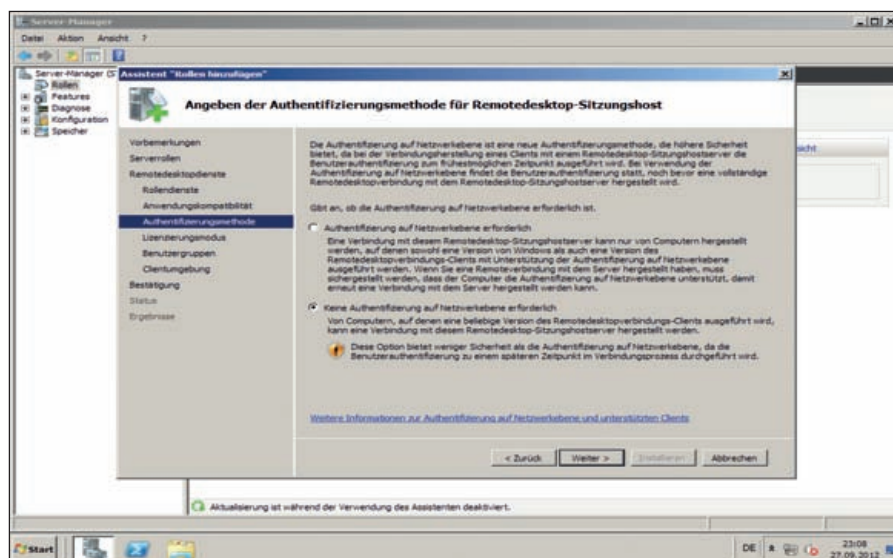 Server-Manager
Datei Aktion Ansicht ?
Server-Manager (S
Rollen
Features
Diagnose
Konfiguration
Speicher
Assistent "Rollen hinzufügen"
Angeben der Authentifizierungsmethode für Remotedesktop-Sitzungshost
Vorbemerkungen
Serverrollen
Remotedesktopdienste
Rollendienste
Anwendungskompatibilität
Authentifizierungsmethode
Lizenzierungsmodus
Benutzergruppen
Clientumgebung
Bestätigung
Status
Ergebnisse
Die Authentifizierung auf Netzwerkebene ist eine neue Authentifizierungsmethode, die höhere Sicherheit
bietet, da bei der Verbindungsherstellung eines Clients mit einem Remotedesktop-Sitzungshostserver die
Benutzerauthentifizierung zum frühestmöglichen Zeitpunkt ausgeführt wird. Bei Verwendung der
Authentifizierung auf Netzwerkebene findet die Benutzerauthentifizierung statt, noch bevor eine vollständige
Remotedesktopverbindung mit dem Remotedesktop-Sitzungshostserver hergestellt wird.
Gibt an, ob die Authentifizierung auf Netzwerkebene erforderlich ist.
Authentifizierung auf Netzwerkebene erforderlich
Eine Verbindung mit diesem Remotedesktop-Sitzungshostserver kann nur von Computern hergestellt
werden, auf denen sowohl eine Version von Windows als auch eine Version des
Remotedesktopverbindungs-Clients mit Unterstützung der Authentifizierung auf Netzwerkebene
ausgeführt werden. Wenn Sie eine Remoteverbindung mit dem Server hergestellt haben, muss
sichergestellt werden, dass der Computer die Authentifizierung auf Netzwerkebene unterstützt, damit
erneut eine Verbindung mit dem Server hergestellt werden kann.
Keine Authentifizierung auf Netzwerkebene erforderlich
Von Computern, auf denen eine beliebige Version des Remotedesktopverbindungs-Clients ausgeführt wird,
kann eine Verbindung mit diesem Remotedesktop-Sitzungshostserver hergestellt werden.
Diese Option bietet weniger Sicherheit als die Authentifizierung auf Netzwerkebene, da die
Benutzerauthentifizierung zu einem späteren Zeitpunkt im Verbindungsprozess durchgeführt wird.
Weitere Informationen zur Authentifizierung auf Netzwerkebene und unterstützten Clients
< Zurück Weiter > Installieren Abbrechen
sicht
Aktualisierung ist während der Verwendung des Assistenten deaktiviert.
Start
DE
23:08
27.09.2012